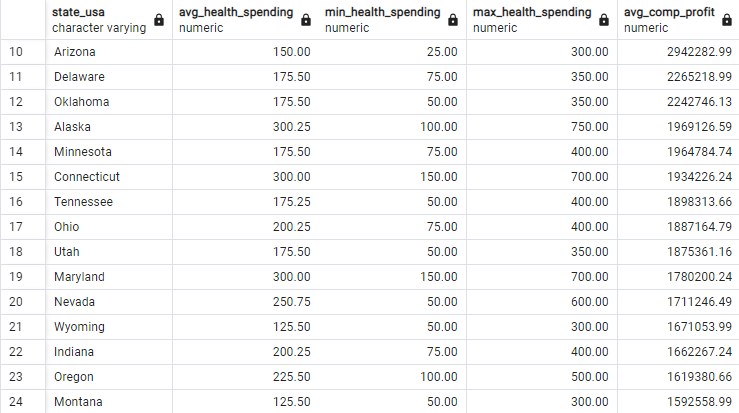 state_usa avg_health_spending min_health_spending max_health_spending avg_comp_profit
character varying numeric numeric numeric numeric
10 Arizona 150.00 25.00 300.00 2942282.99
11 Delaware 175.50 75.00 350.00 2265218.99
12 Oklahoma 175.50 50.00 350.00 2242746.13
13 Alaska 300.25 100.00 750.00 1969126.59
14 Minnesota 175.50 75.00 400.00 1964784.74
15 Connecticut 300.00 150.00 700.00 1934226.24
16 Tennessee 175.25 50.00 400.00 1898313.66
17 Ohio 200.25 75.00 400.00 1887164.79
18 Utah 175.50 50.00 350.00 1875361.16
19 Maryland 300.00 150.00 700.00 1780200.24
20 Nevada 250.75 50.00 600.00 1711246.49
21 Wyoming 125.50 50.00 300.00 1671053.99
22 Indiana 200.25 75.00 400.00 1662267.24
23 Oregon 225.50 100.00 500.00 1619380.66
24 Montana 125.50 50.00 300.00 1592558.99